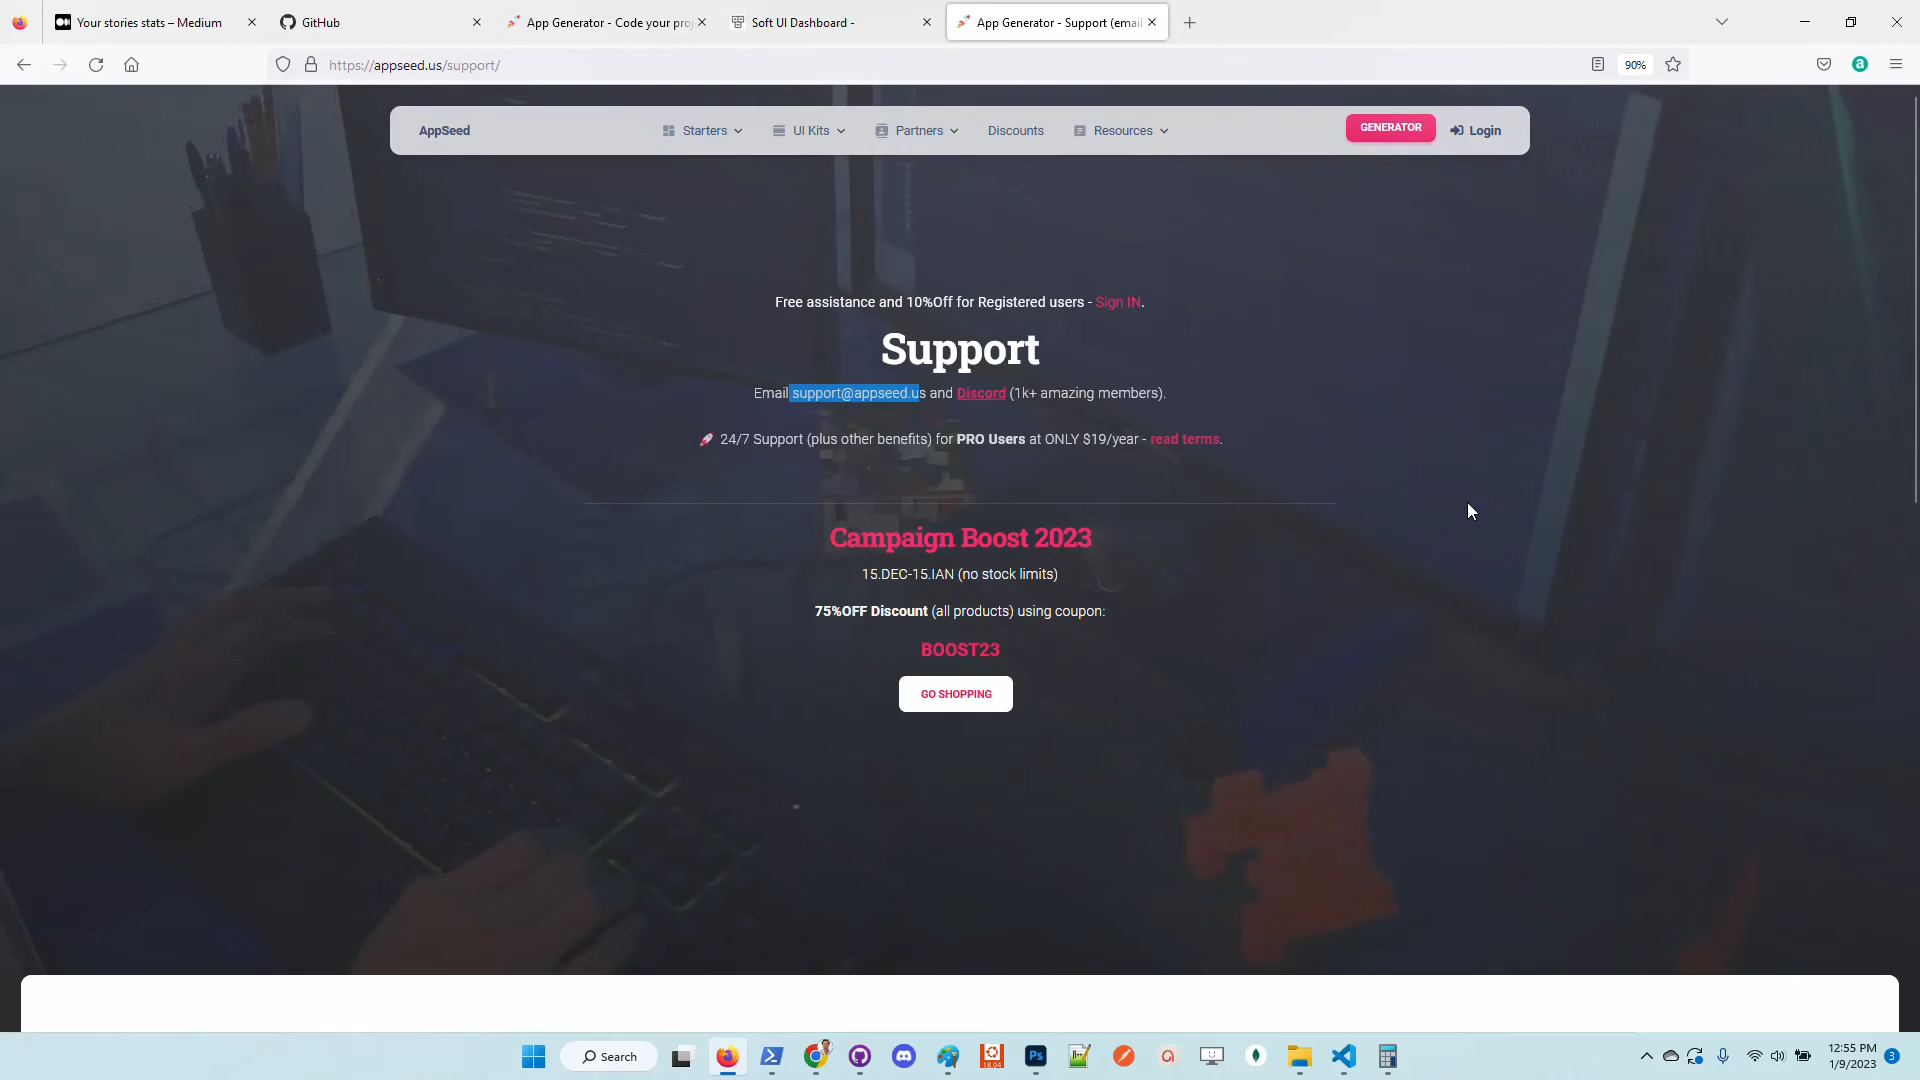 Your stories stats – Medium
GitHub
App Generator - Code your proj
Soft UI Dashboard -
App Generator - Support (email
https://appseed.us/support/
90%
AppSeed
Starters
UI Kits
Partners
Discounts
Resources
GENERATOR
Login
Free assistance and 10%Off for Registered users - Sign IN.
Support
Email support@appseed.us and Discord (1k+ amazing members).
🚀 24/7 Support (plus other benefits) for PRO Users at ONLY $19/year - read terms.
Campaign Boost 2023
15.DEC-15.IAN (no stock limits)
75%OFF Discount (all products) using coupon:
BOOST23
GO SHOPPING
Search
Ps
18.04
12:55 PM
1/9/2023
3